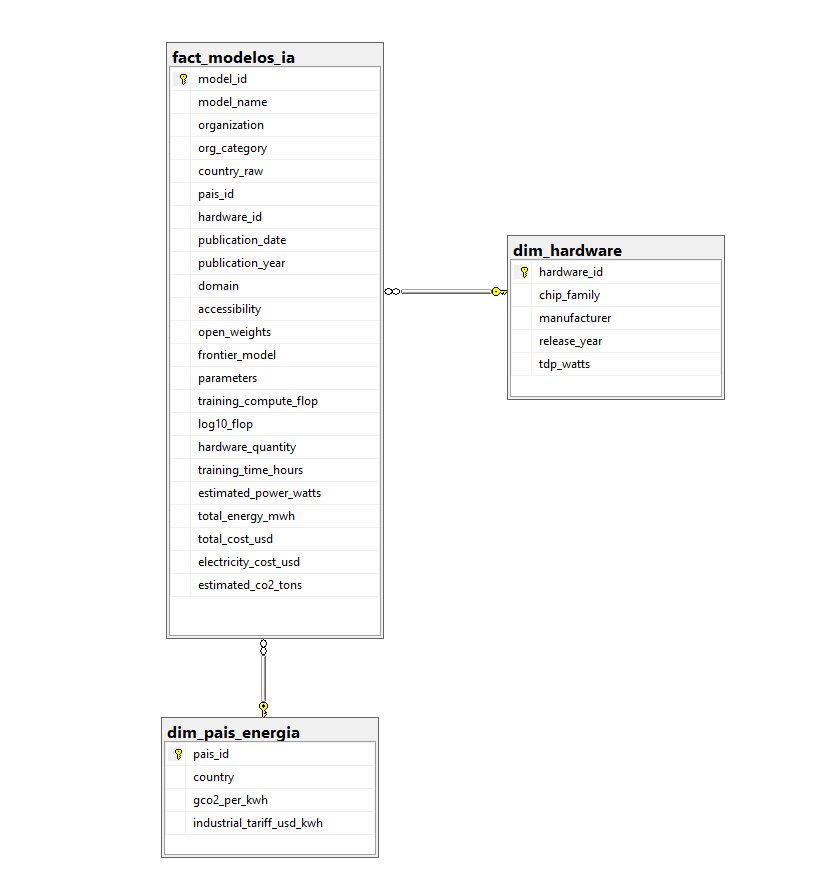 fact_modelos_ia
model_id
model_name
organization
org_category
country_raw
pais_id
hardware_id
publication_date
publication_year
domain
accessibility
open_weights
frontier_model
parameters
training_compute_flop
log10_flop
hardware_quantity
training_time_hours
estimated_power_watts
total_energy_mwh
total_cost_usd
electricity_cost_usd
estimated_co2_tons
dim_hardware
hardware_id
chip_family
manufacturer
release_year
tdp_watts
dim_pais_energia
pais_id
country
gco2_per_kwh
industrial_tariff_usd_kwh